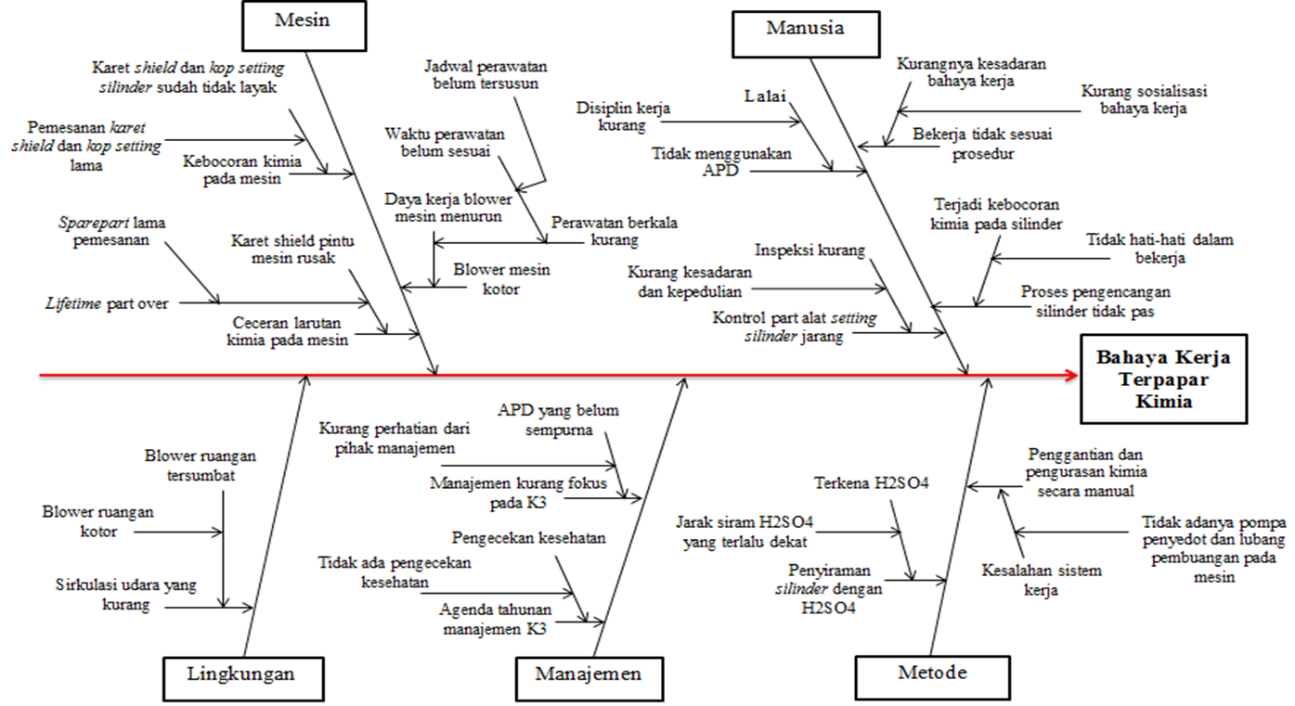 Mesin
Karet shield dan kop setting
silinder sudah tidak layak
Pemesanan karet
shield dan kop setting
lama
Kebocoran kimia
pada mesin
Jadwal perawatan
belum tersusun
Waktu perawatan
belum sesuai
Daya kerja blower
mesin menurun
Perawatan berkala
kurang
Blower mesin
kotor
Sparepart lama
pemesanan
Karet shield pintu
mesin rusak
Lifetime part over
Ceceran larutan
kimia pada mesin
Manusia
Kurangnya kesadaran
bahaya kerja
Kurang sosialisasi
bahaya kerja
Bekerja tidak sesuai
prosedur
Lalai
Disiplin kerja
kurang
Tidak menggunakan
APD
Terjadi kebocoran
kimia pada silinder
Tidak hati-hati dalam
bekerja
Proses pengencangan
silinder tidak pas
Inspeksi kurang
Kurang kesadaran
dan kepedulian
Kontrol part alat setting
silinder jarang
Bahaya Kerja
Terpapar
Kimia
Blower ruangan
tersumbat
Blower ruangan
kotor
Sirkulasi udara yang
kurang
Lingkungan
APD yang belum
sempurna
Kurang perhatian dari
pihak manajemen
Manajemen kurang fokus
pada K3
Pengecekan kesehatan
Tidak ada pengecekan
kesehatan
Agenda tahunan
manajemen K3
Manajemen
Terkena H2SO4
Jarak siram H2SO4
yang terlalu dekat
Penyiraman
silinder dengan
H2SO4
Penggantian dan
pengurasan kimia
secara manual
Tidak adanya pompa
penyedot dan lubang
pembuangan pada
mesin
Kesalahan sistem
kerja
Metode